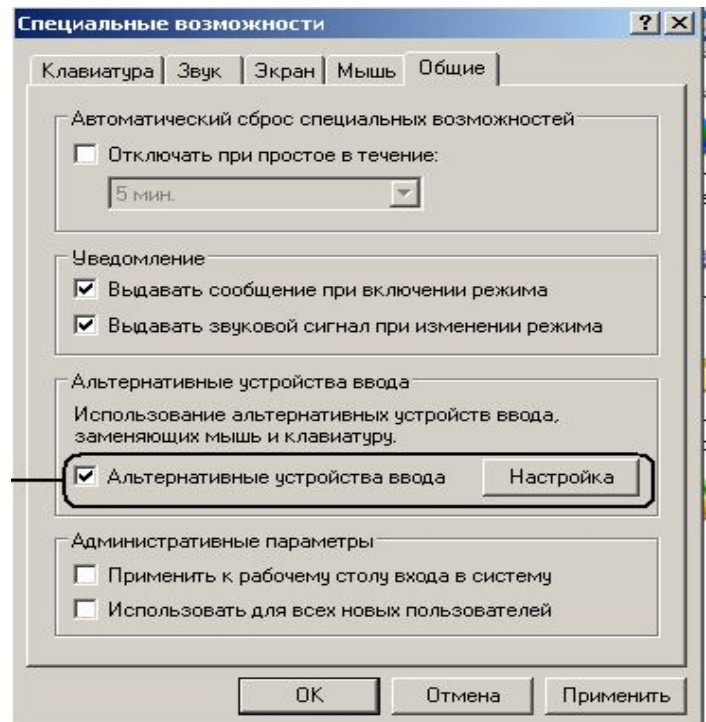 Специальные возможности
Клавиатура Звук Экран Мышь Общие
Автоматический сброс специальных возможностей
Отключать при простое в течение:
5 мин.
Уведомление
Выдавать сообщение при включении режима
Выдавать звуковой сигнал при изменении режима
Альтернативные устройства ввода
Использование альтернативных устройств ввода,
заменяющих мышь и клавиатуру.
Альтернативные устройства ввода Настройка
Административные параметры
Применить к рабочему столу входа в систему
Использовать для всех новых пользователей
OK Отмена Применить